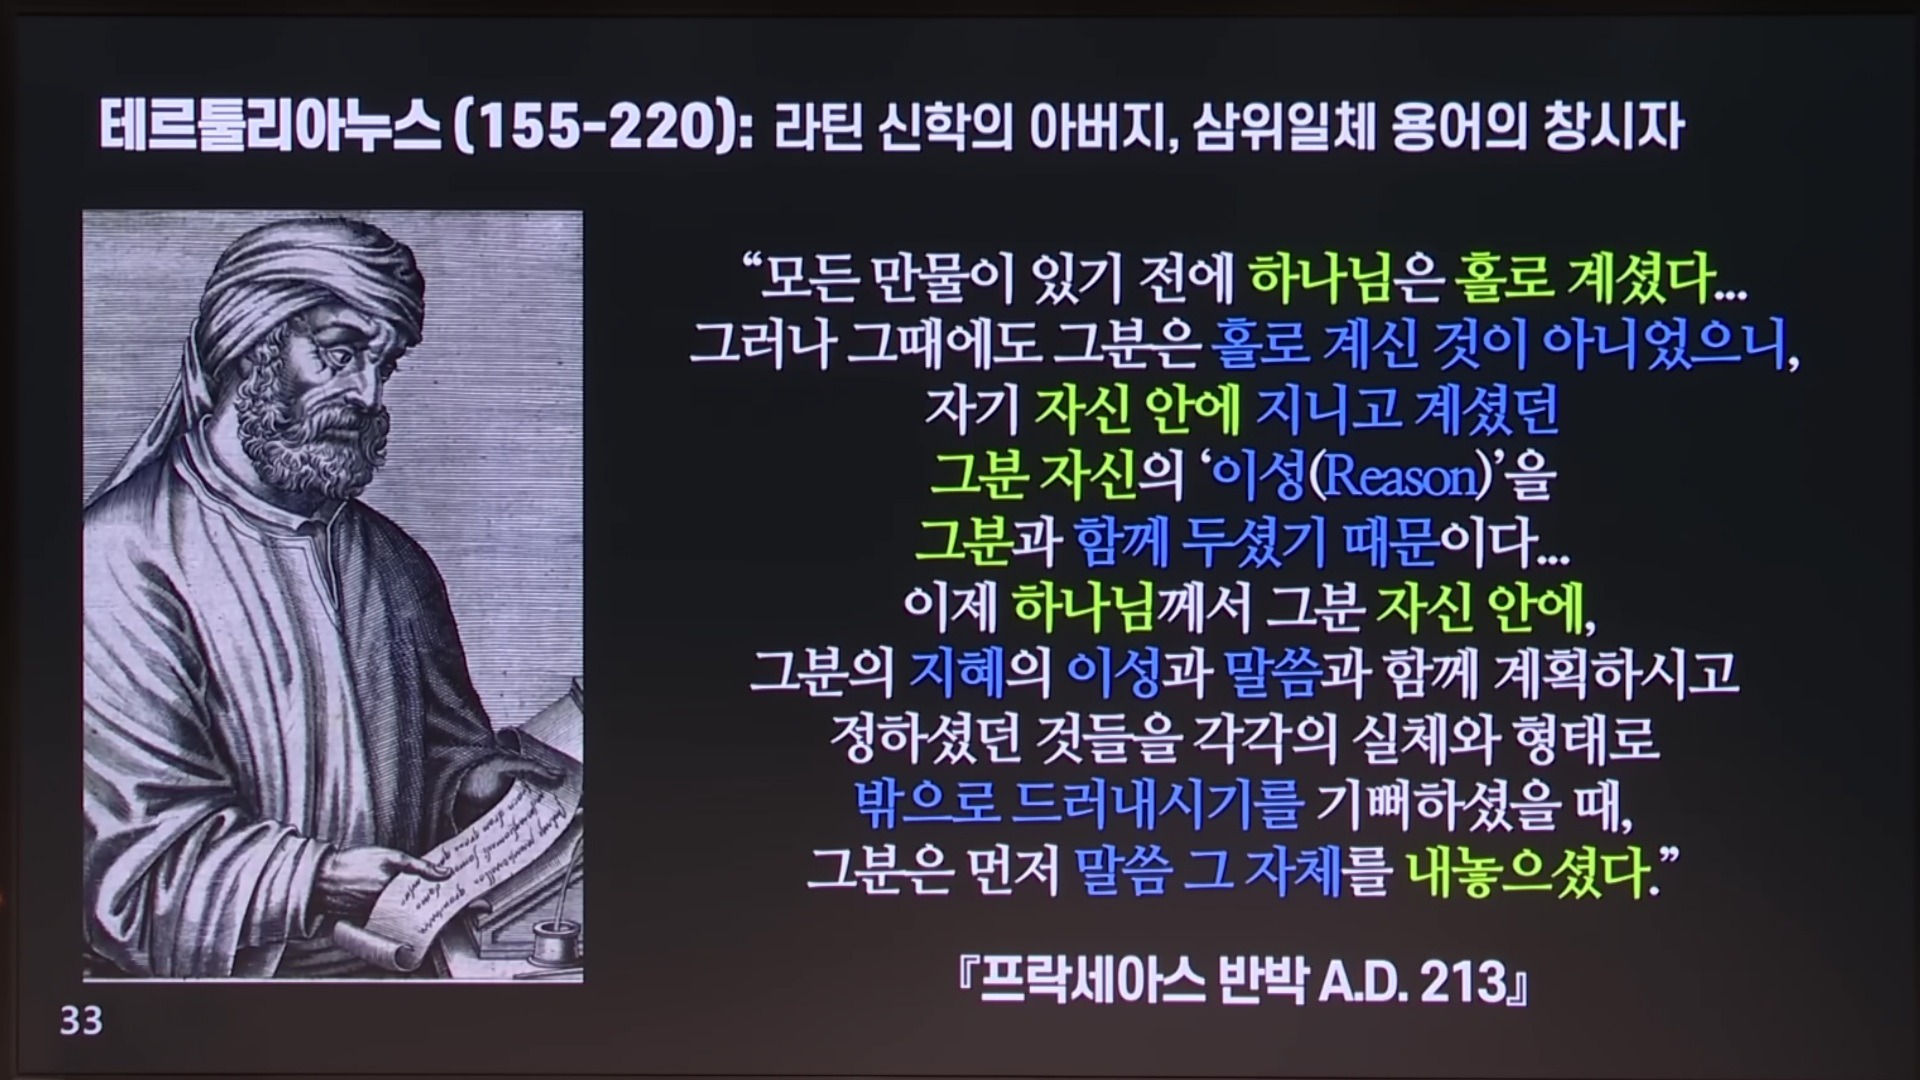 테르툴리아누스 (155-220): 라틴 신학의 아버지, 삼위일체 용어의 창시자
“모든 만물이 있기 전에 하나님은 홀로 계셨다...
그러나 그때에도 그분은 홀로 계신 것이 아니었으니,
자기 자신 안에 지니고 계셨던
그분 자신의 ‘이성(Reason)’을
그분과 함께 두셨기 때문이다...
이제 하나님께서 그분 자신 안에,
그분의 지혜의 이성과 말씀과 함께 계획하시고
정하셨던 것들을 각각의 실체와 형태로
밖으로 드러내시기를 기뻐하셨을 때,
그분은 먼저 말씀 그 자체를 내놓으셨다.”
『프락세아스 반박 A.D. 213』
33